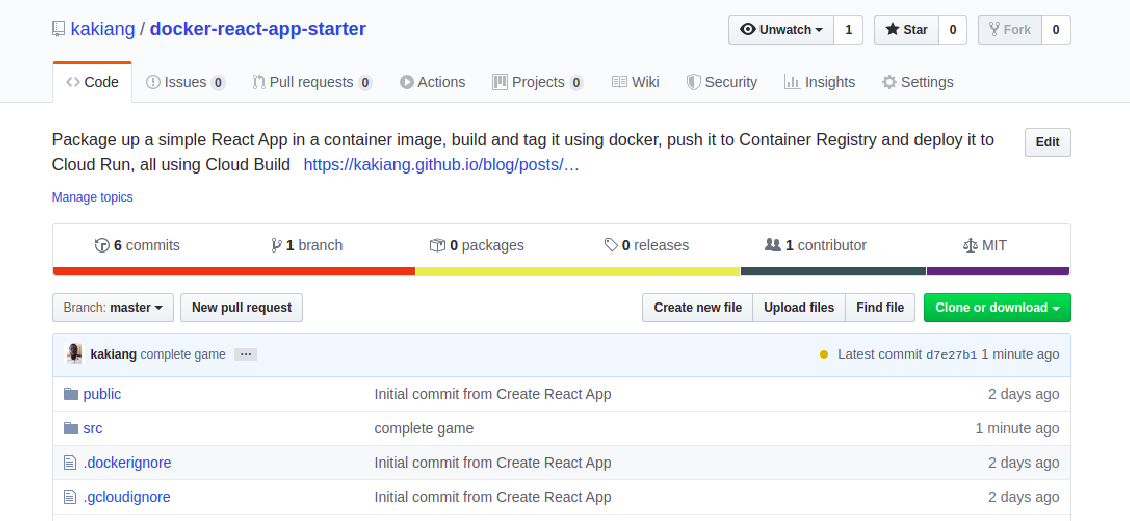 kakiang / docker-react-app-starter Unwatch 1 Star 0 Fork 0
Code Issues 0 Pull requests 0 Actions Projects 0 Wiki Security Insights Settings
Package up a simple React App in a container image, build and tag it using docker, push it to Container Registry and deploy it to
Cloud Run, all using Cloud Build https://kakiang.github.io/blog/posts/…
Edit
Manage topics
6 commits 1 branch 0 packages 0 releases 1 contributor MIT
Branch: master New pull request Create new file Upload files Find file Clone or download
kakiang complete game … Latest commit d7e27b1 1 minute ago
public Initial commit from Create React App 2 days ago
src complete game 1 minute ago
.dockerignore Initial commit from Create React App 2 days ago
.gcloudignore Initial commit from Create React App 2 days ago